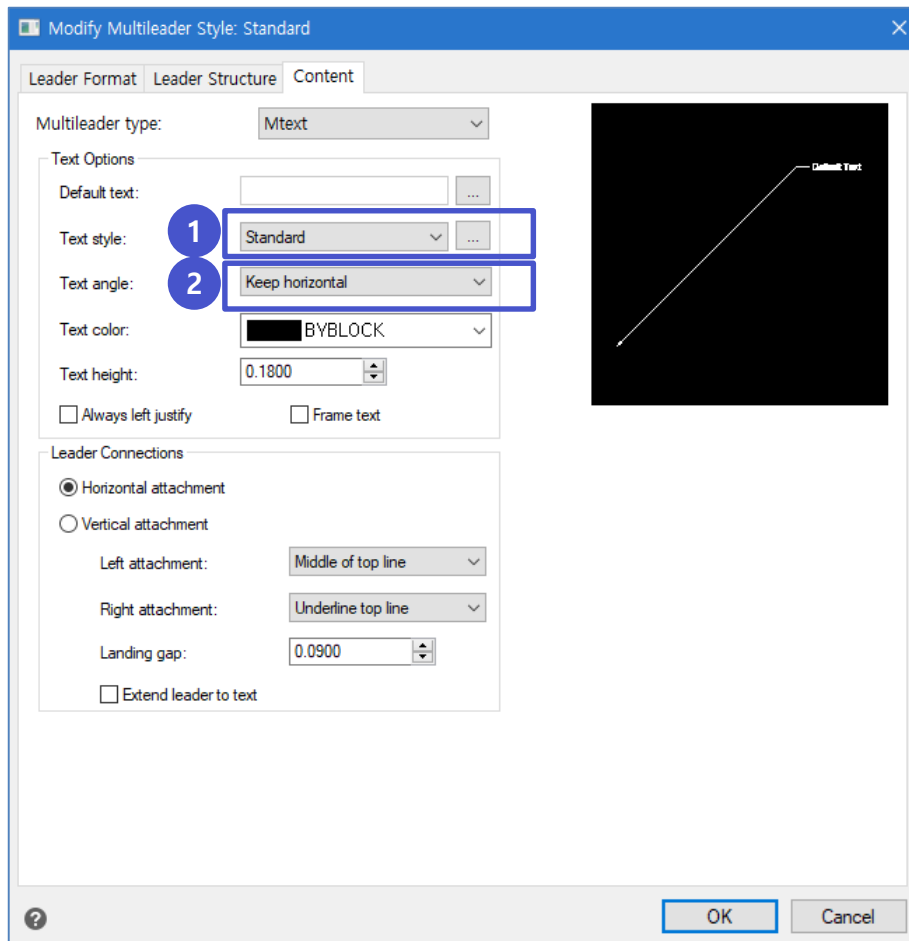 Modify Multileader Style: Standard
Leader Format Leader Structure Content
Multileader type: Mtext
Default Text
Text Options
Default text: ...
1
Text style: Standard ...
2
Text angle: Keep horizontal
Text color: BYBLOCK
Text height: 0.1800
Always left justify Frame text
Leader Connections
Horizontal attachment
Vertical attachment
Left attachment: Middle of top line
Right attachment: Underline top line
Landing gap: 0.0900
Extend leader to text
? OK Cancel